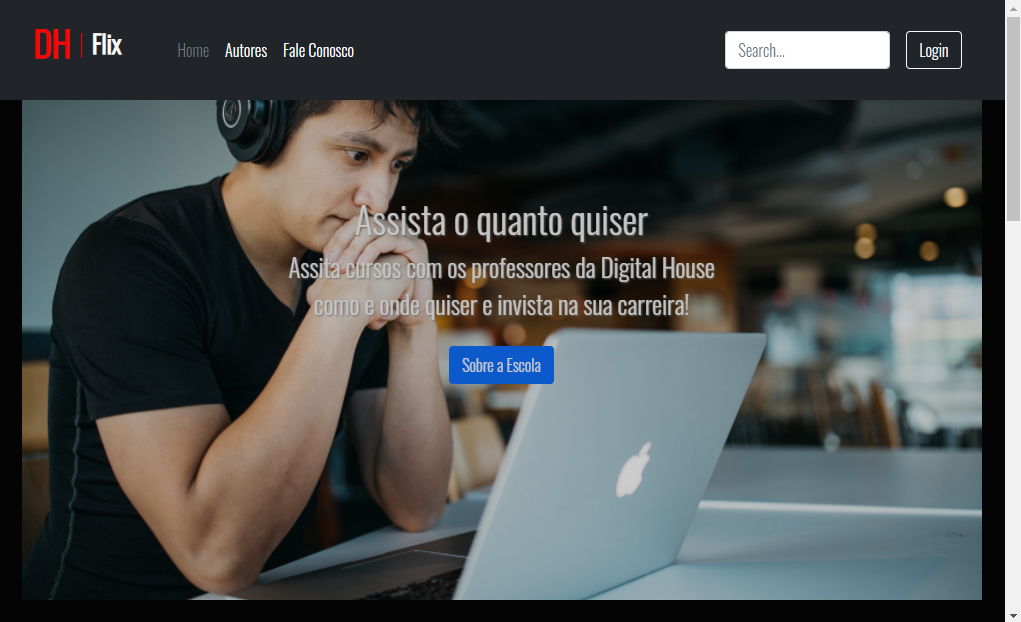 DH Flix
Home Autores Fale Conosco Search... Login
Assista o quanto quiser
Assita cursos com os professores da Digital House
como e onde quiser e invista na sua carreira!
Sobre a Escola